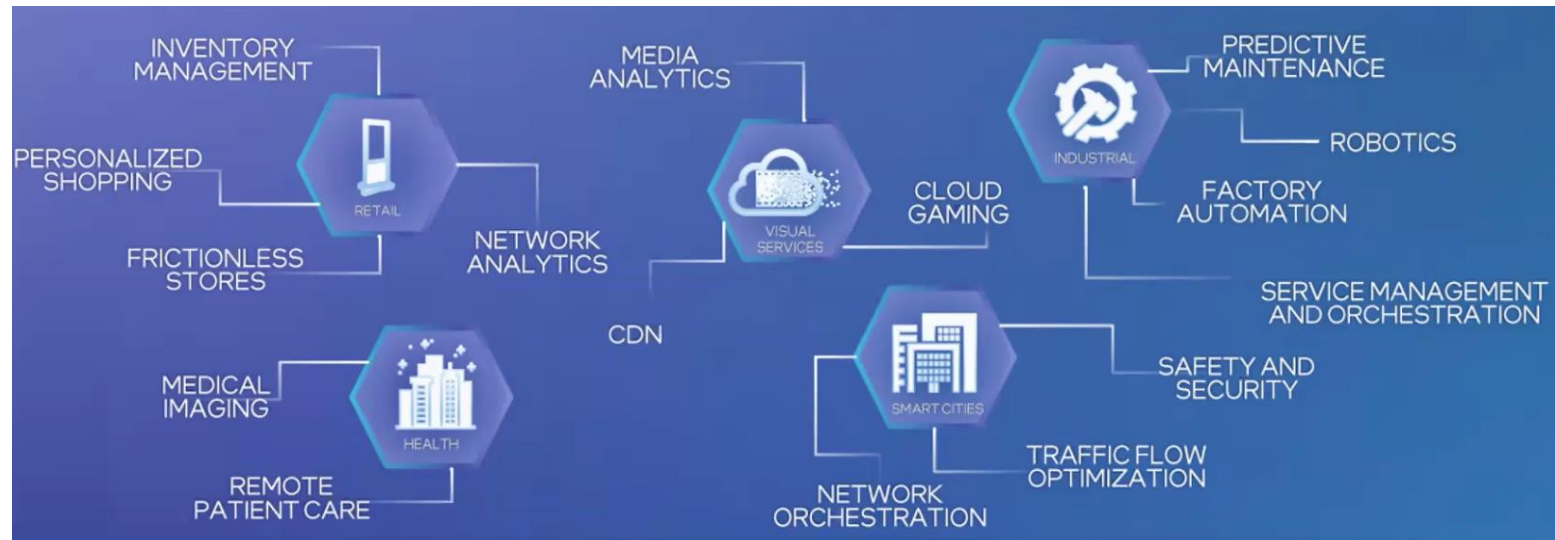 INVENTORY
MANAGEMENT
PERSONALIZED
SHOPPING
FRICTIONLESS
STORES
RETAIL
NETWORK
ANALYTICS
MEDICAL
IMAGING
HEALTH
REMOTE
PATIENT CARE
MEDIA
ANALYTICS
VISUAL
SERVICES
CLOUD
GAMING
CDN
INDUSTRIAL
PREDICTIVE
MAINTENANCE
ROBOTICS
FACTORY
AUTOMATION
SERVICE MANAGEMENT
AND ORCHESTRATION
SMART CITIES
SAFETY AND
SECURITY
TRAFFIC FLOW
OPTIMIZATION
NETWORK
ORCHESTRATION